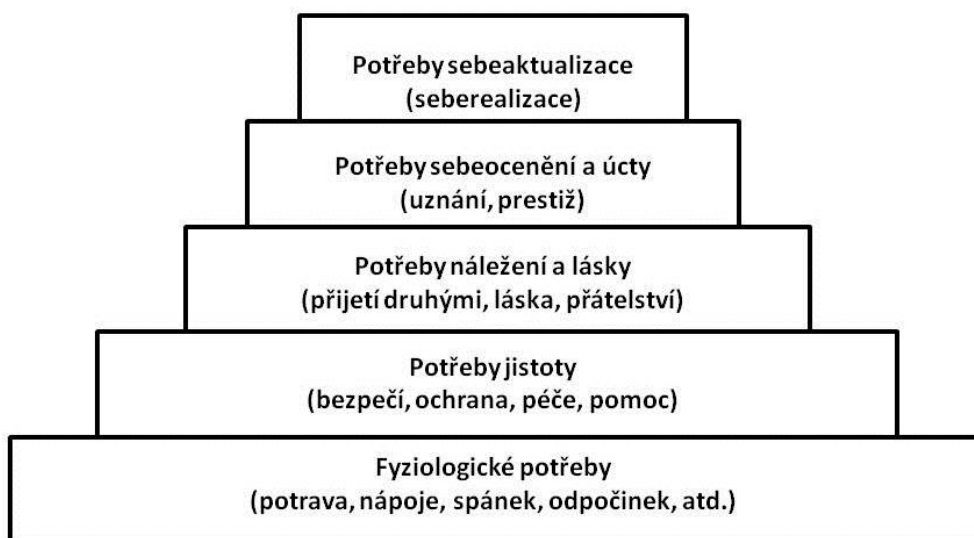 Potřeby sebeaktualizace
(seberealizace)
Potřeby sebeocenění a úcty
(uznání, prestiž)
Potřeby náležení a lásky
(přijetí druhými, láska, přátelství)
Potřeby jistoty
(bezpečí, ochrana, péče, pomoc)
Fyziologické potřeby
(potrava, nápoje, spánek, odpočinek, atd.)